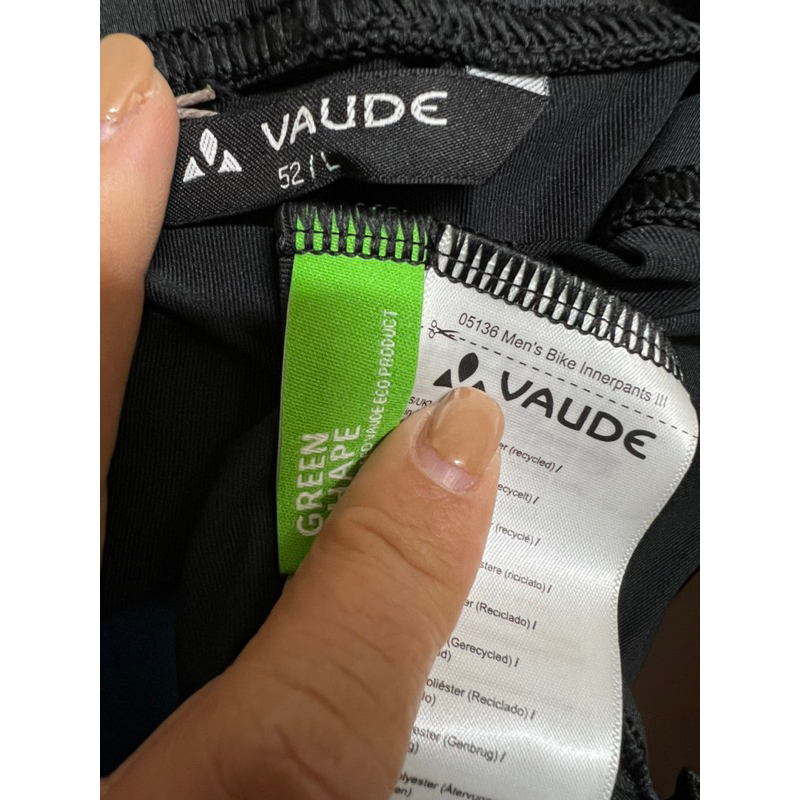 VAUDE
52 / L
GREEN
SHAPE
VAUDE ECO PRODUCT
05136 Men's Bike Innerpants III
VAUDE
(recycled) /
(recyclé) /
(riciclato) /
(Reciclado) /
(Gerecycled) /
(Reciclado) /
(Genbrug) /